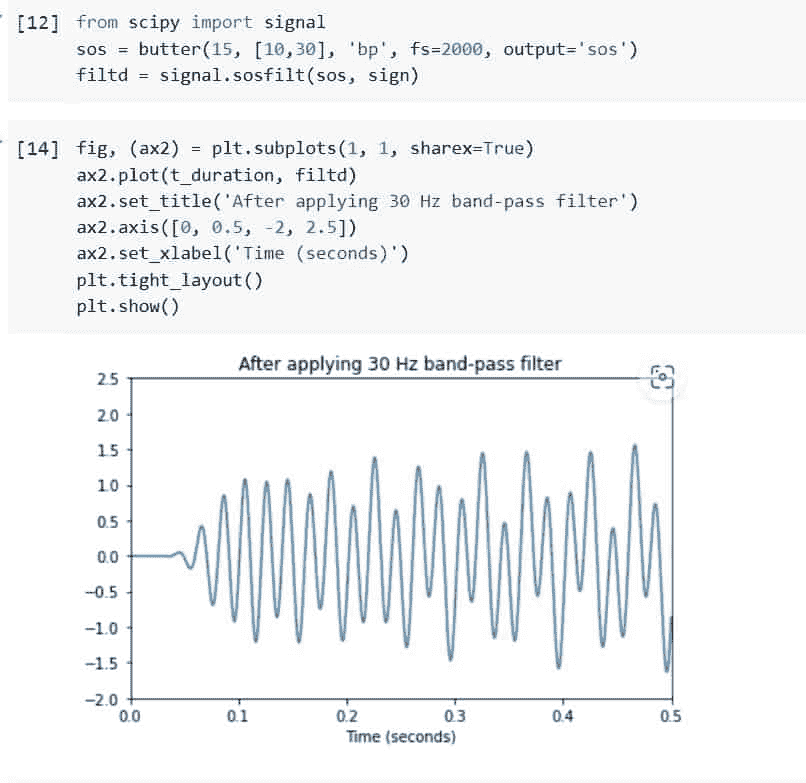 [12] from scipy import signal
sos = butter(15, [10,30], 'bp', fs=2000, output='sos')
filtd = signal.sosfilt(sos, sign)
[14] fig, (ax2) = plt.subplots(1, 1, sharex=True)
ax2.plot(t_duration, filtd)
ax2.set_title('After applying 30 Hz band-pass filter')
ax2.axis([0, 0.5, -2, 2.5])
ax2.set_xlabel('Time (seconds)')
plt.tight_layout()
plt.show()
After applying 30 Hz band-pass filter
2.5
2.0
1.5
1.0
0.5
0.0
−0.5
−1.0
−1.5
−2.0
0.0 0.1 0.2 0.3 0.4 0.5
Time (seconds)